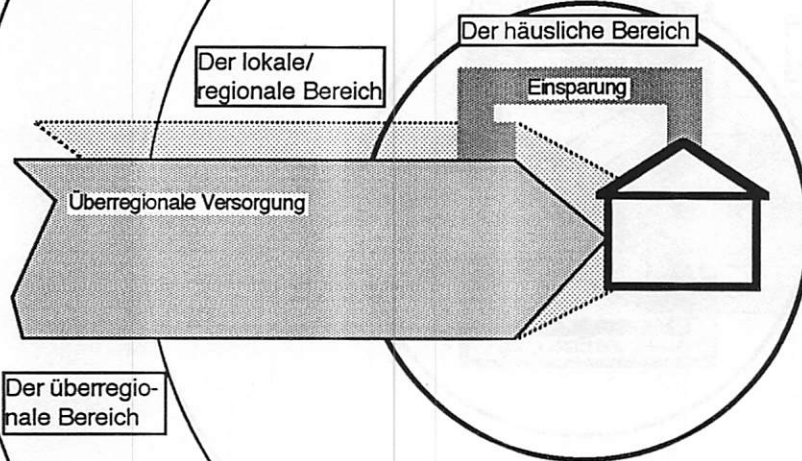 Der häusliche Bereich
Der lokale/
regionale Bereich
Einsparung
Überregionale Versorgung
Der überregio-
nale Bereich